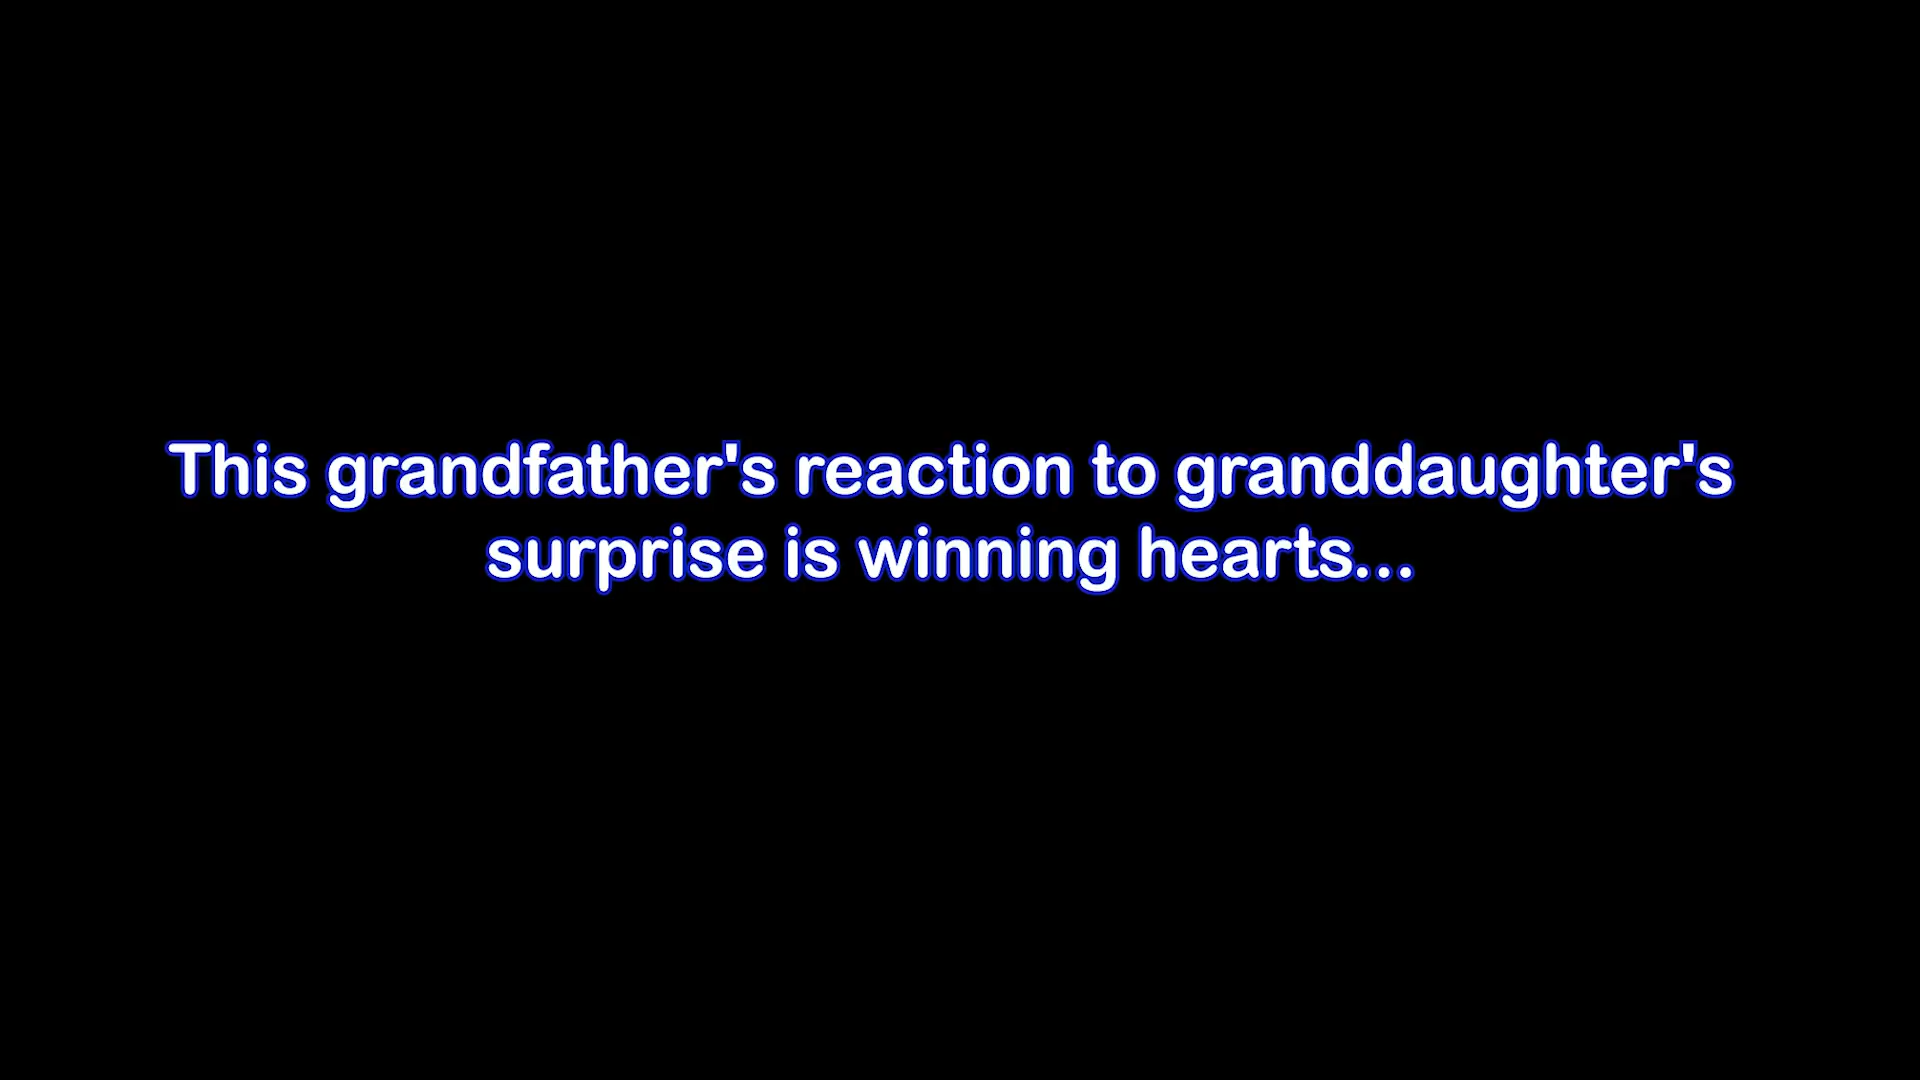 This grandfather's reaction to granddaughter's
surprise is winning hearts...